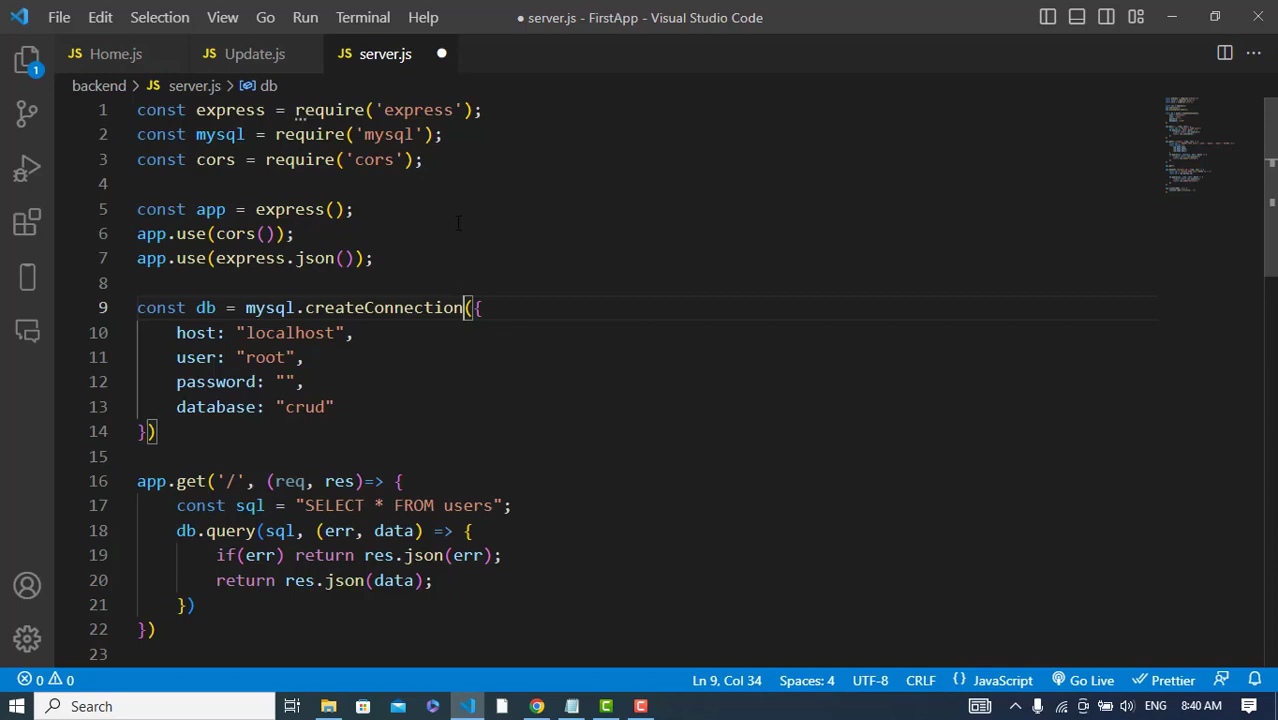 File Edit Selection View Go Run Terminal Help ● server.js - FirstApp - Visual Studio Code
JS Home.js JS Update.js JS server.js ●
1
backend > JS server.js > db
1 const express = require('express');
2 const mysql = require('mysql');
3 const cors = require('cors');
4
5 const app = express();
6 app.use(cors());
7 app.use(express.json());
8
9 const db = mysql.createConnection({
10 host: "localhost",
11 user: "root",
12 password: "",
13 database: "crud"
14 })
15
16 app.get('/', (req, res)=> {
17 const sql = "SELECT * FROM users";
18 db.query(sql, (err, data) => {
19 if(err) return res.json(err);
20 return res.json(data);
21 })
22 })
23
0 0 Ln 9, Col 34 Spaces: 4 UTF-8 CRLF {} JavaScript Go Live Prettier
Search ENG 8:40 AM